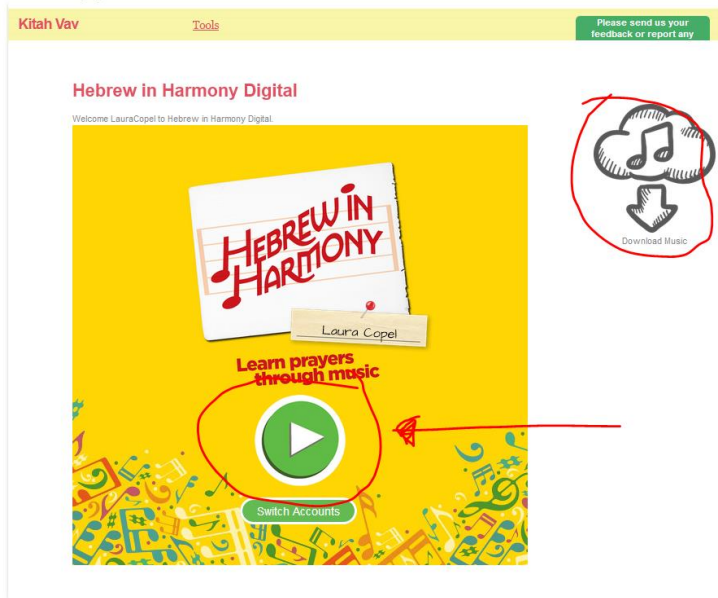 Kitah Vav
Tools
Please send us your
feedback or report any
Hebrew in Harmony Digital
Welcome LauraCopel to Hebrew in Harmony Digital.
HEBREW IN
HARMONY
Laura Copel
Learn prayers
through music
Switch Accounts
Download Music